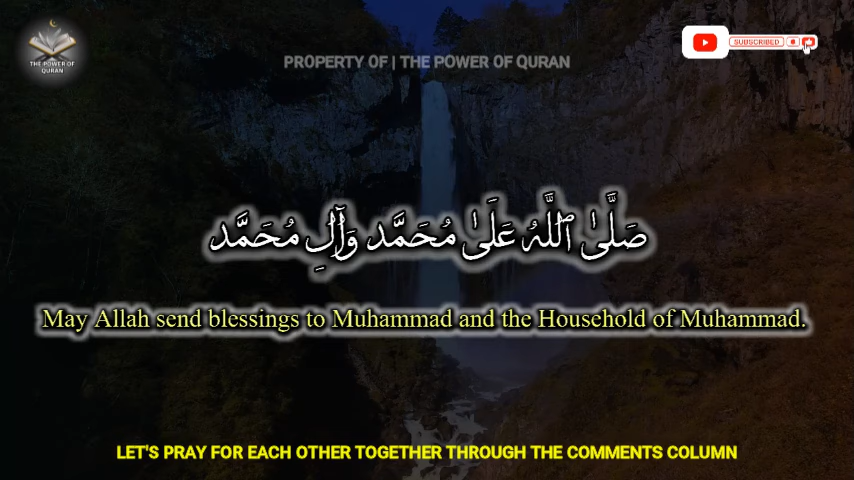 THE POWER OF
QURAN
PROPERTY OF | THE POWER OF QURAN
SUBSCRIBED
صَلَّىٰ ٱللَّهُ عَلَىٰ مُحَمَّد وَآلِ مُحَمَّد
May Allah send blessings to Muhammad and the Household of Muhammad.
LET'S PRAY FOR EACH OTHER TOGETHER THROUGH THE COMMENTS COLUMN